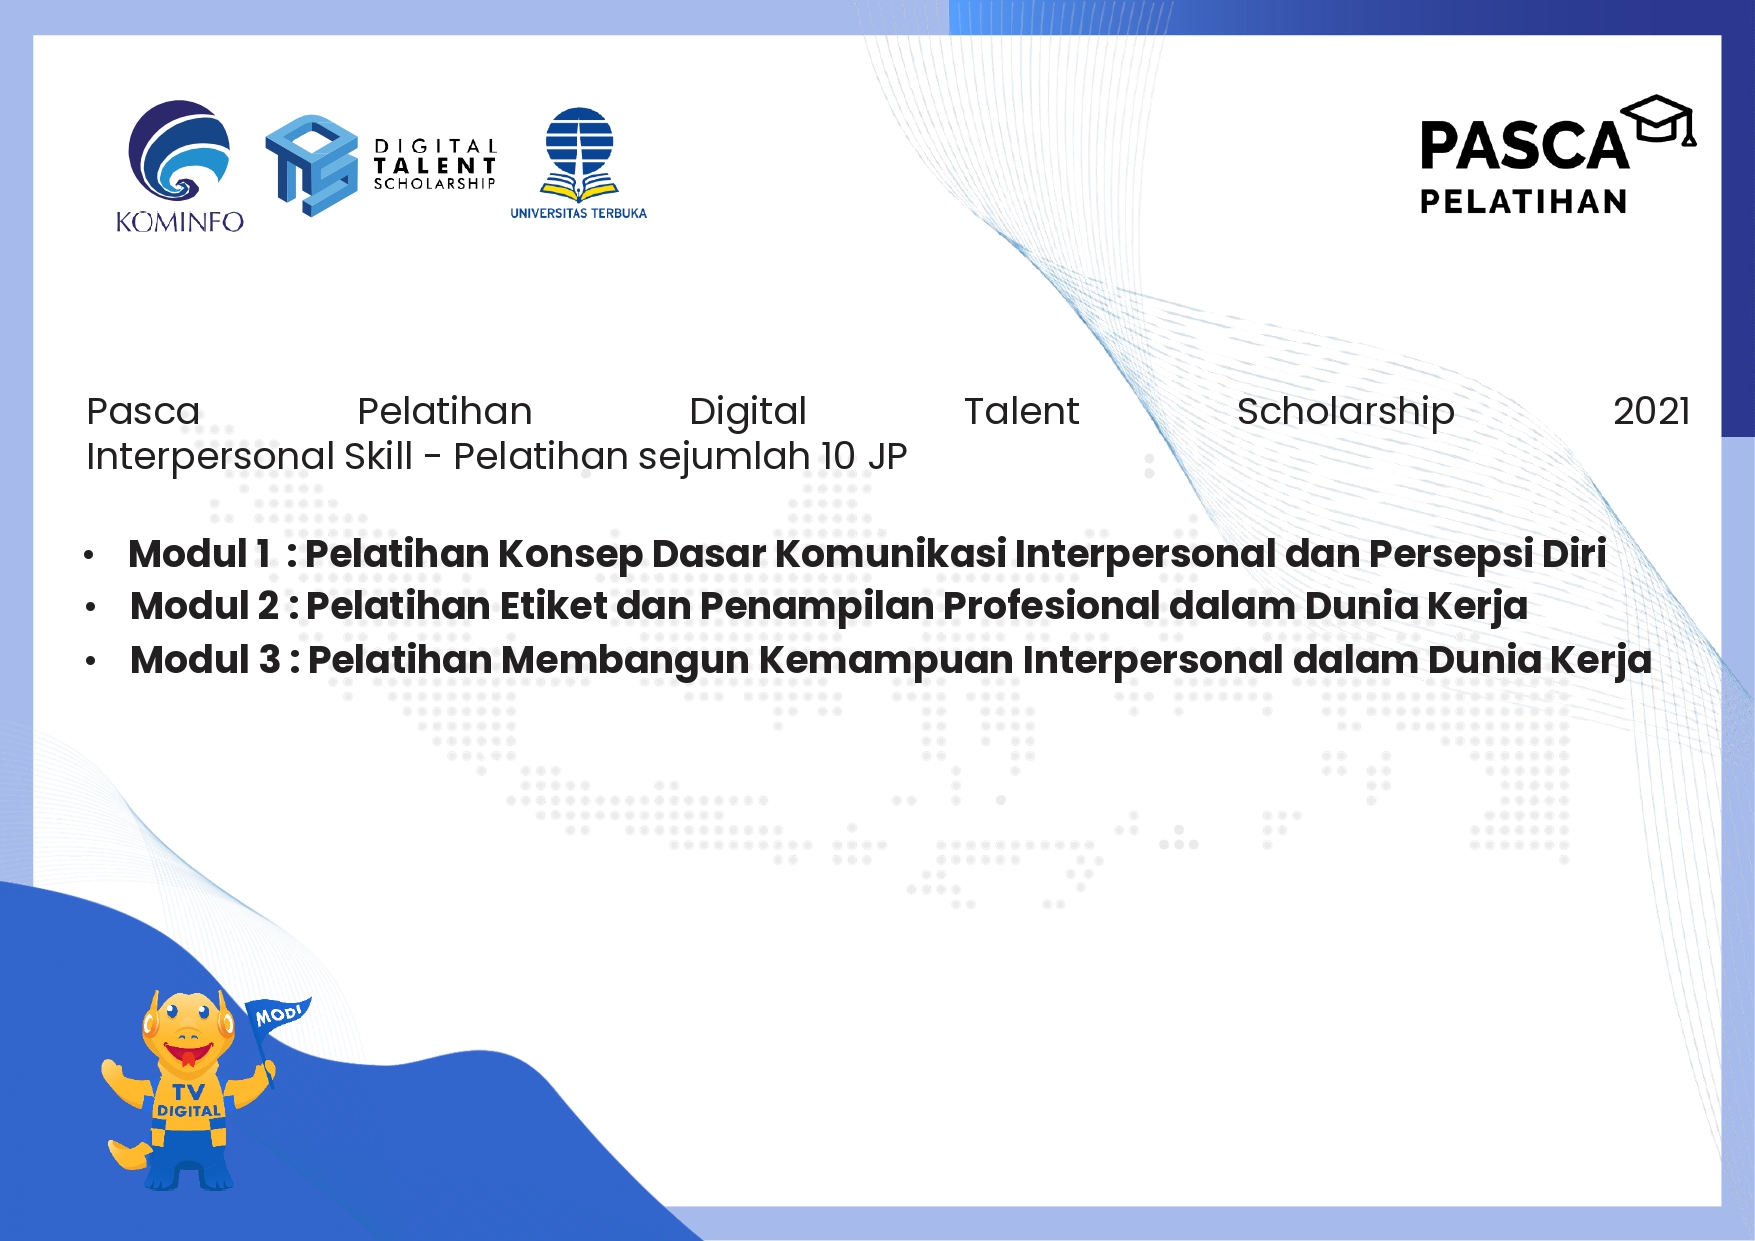 KOMINFO
DIGITAL
TALENT
SCHOLARSHIP
UNIVERSITAS TERBUKA
PASCA
PELATIHAN
Pasca Pelatihan Digital Talent Scholarship 2021
Interpersonal Skill - Pelatihan sejumlah 10 JP
• Modul 1 : Pelatihan Konsep Dasar Komunikasi Interpersonal dan Persepsi Diri
• Modul 2 : Pelatihan Etiket dan Penampilan Profesional dalam Dunia Kerja
• Modul 3 : Pelatihan Membangun Kemampuan Interpersonal dalam Dunia Kerja
MODI
TV
DIGITAL